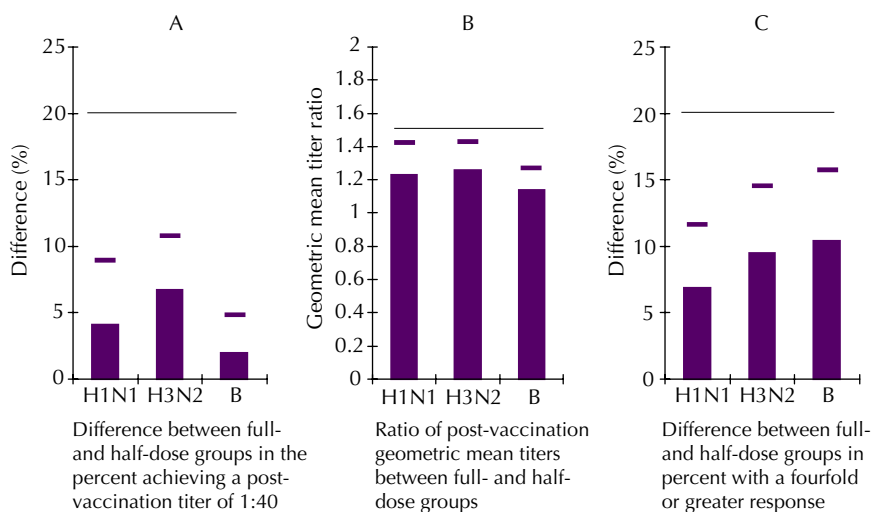 A
25
20
15
10
5
0
Difference (%)
H1N1 H3N2 B
Difference between full-
and half-dose groups in the
percent achieving a post-
vaccination titer of 1:40
B
2
1.8
1.6
1.4
1.2
1
0.8
0.6
0.4
0.2
0
Geometric mean titer ratio
H1N1 H3N2 B
Ratio of post-vaccination
geometric mean titers
between full- and half-
dose groups
C
25
20
15
10
5
0
Difference (%)
H1N1 H3N2 B
Difference between full-
and half-dose groups in
percent with a fourfold
or greater response